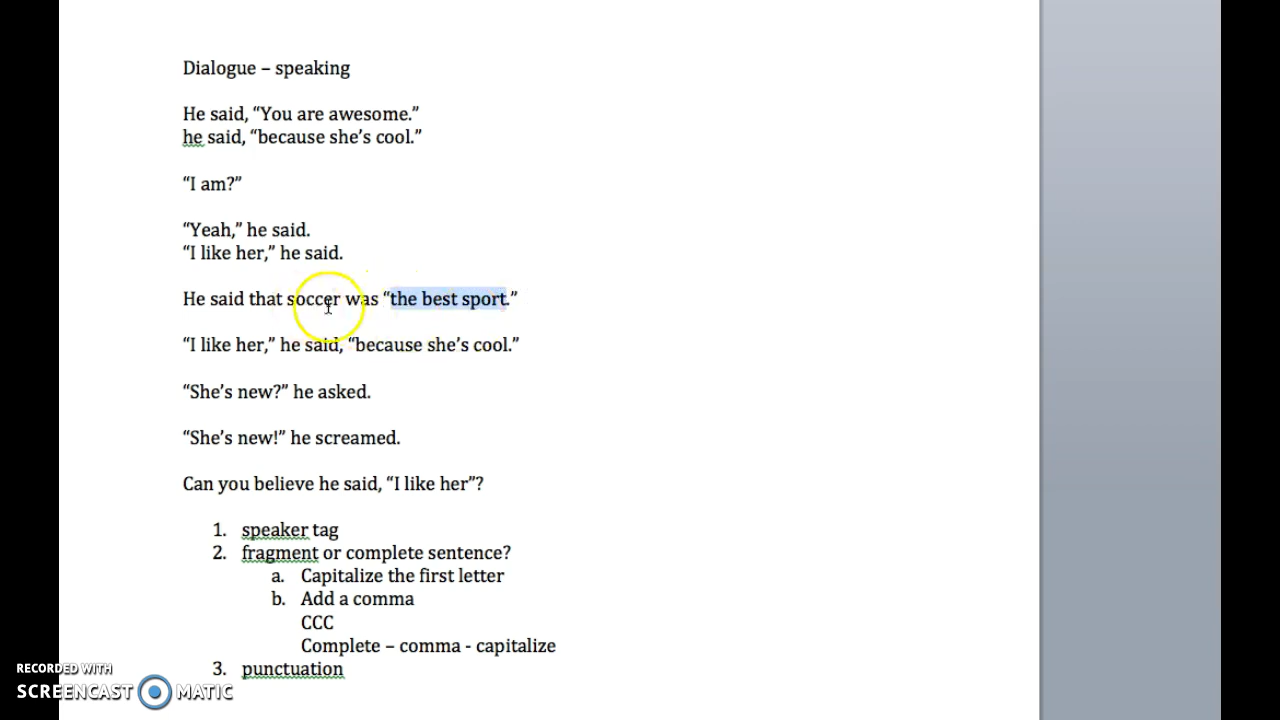 Dialogue – speaking
He said, “You are awesome.”
he said, “because she’s cool.”
“I am?”
“Yeah,” he said.
“I like her,” he said.
He said that soccer was “the best sport.”
“I like her,” he said, “because she’s cool.”
“She’s new?” he asked.
“She’s new!” he screamed.
Can you believe he said, “I like her”?
1. speaker tag
2. fragment or complete sentence?
a. Capitalize the first letter
b. Add a comma
CCC
Complete – comma - capitalize
3. punctuation
RECORDED WITH
SCREENCAST MATIC